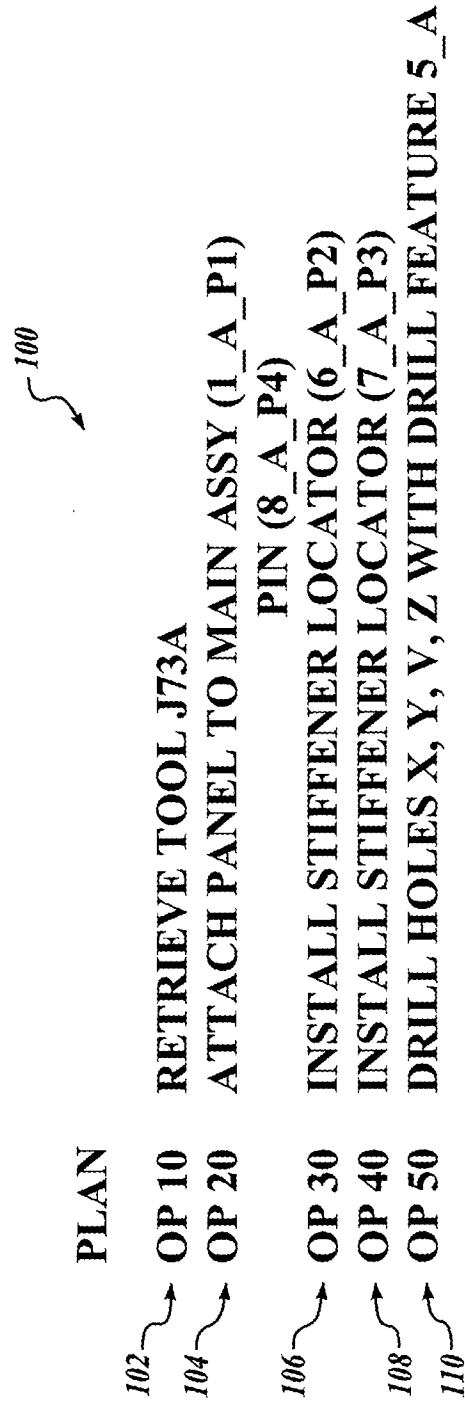 100
PLAN
102 OP 10 RETRIEVE TOOL J73A
104 OP 20 ATTACH PANEL TO MAIN ASSY (1_A_P1)
PIN (8_A_P4)
106 OP 30 INSTALL STIFFENER LOCATOR (6_A_P2)
108 OP 40 INSTALL STIFFENER LOCATOR (7_A_P3)
110 OP 50 DRILL HOLES X, Y, V, Z WITH DRILL FEATURE 5_A